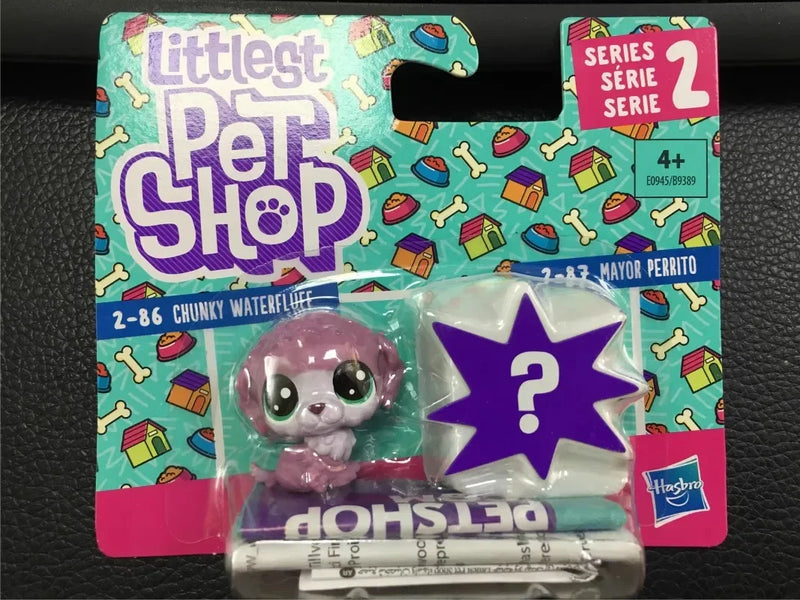 Littlest
PET
SHOP
SERIES
SÉRIE
SERIE
2
4+
E0945/B9389
2-86 CHUNKY WATERFLUFF
2-87 MAYOR PERRITO
?
Hasbro
PETSHOP
PETSHOP